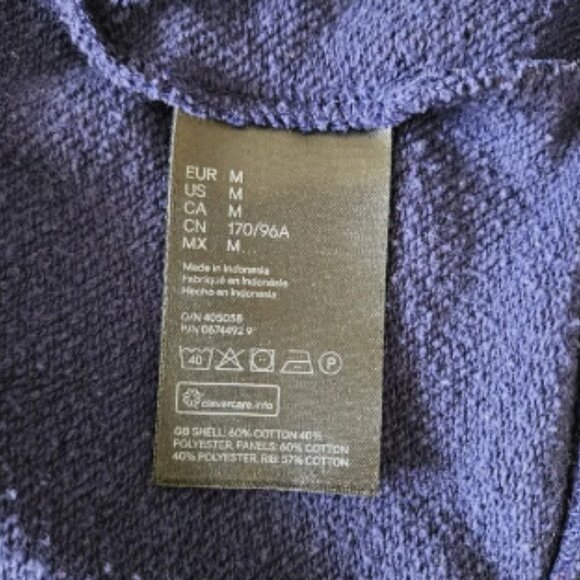 EUR M
US M
CA M
CN 170/96A
MX M
Made in Indonesia
Fabriqué en Indonésie
Hecho en Indonesia
O/N 405058
P/N 0874492 9
40
P
clevercare.info
GB SHELL: 60% COTTON 40%
POLYESTER, PANELS: 60% COTTON
40% POLYESTER, RIB: 57% COTTON